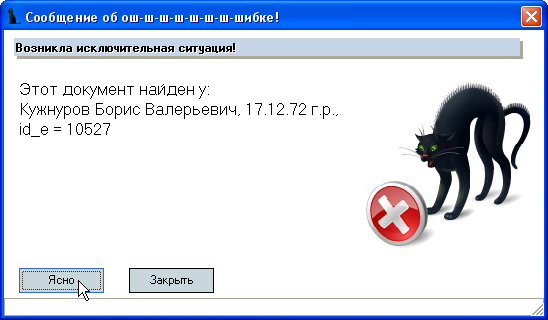 Сообщение об ош-ш-ш-ш-ш-ш-ш-шибке!
Возникла исключительная ситуация!
Этот документ найден у:
Кужнуров Борис Валерьевич, 17.12.72 г.р.,
id_e = 10527
Ясно
Закрыть